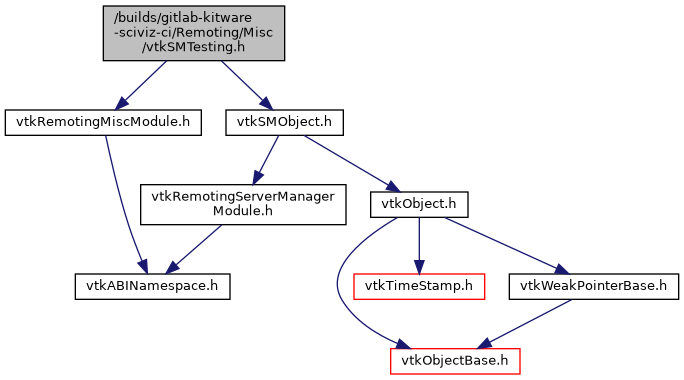 /builds/gitlab-kitware
-sciviz-ci/Remoting/Misc
/vtkSMTesting.h
vtkRemotingMiscModule.h
vtkSMObject.h
vtkRemotingServerManager
Module.h
vtkObject.h
vtkABINamespace.h
vtkTimeStamp.h
vtkWeakPointerBase.h
vtkObjectBase.h